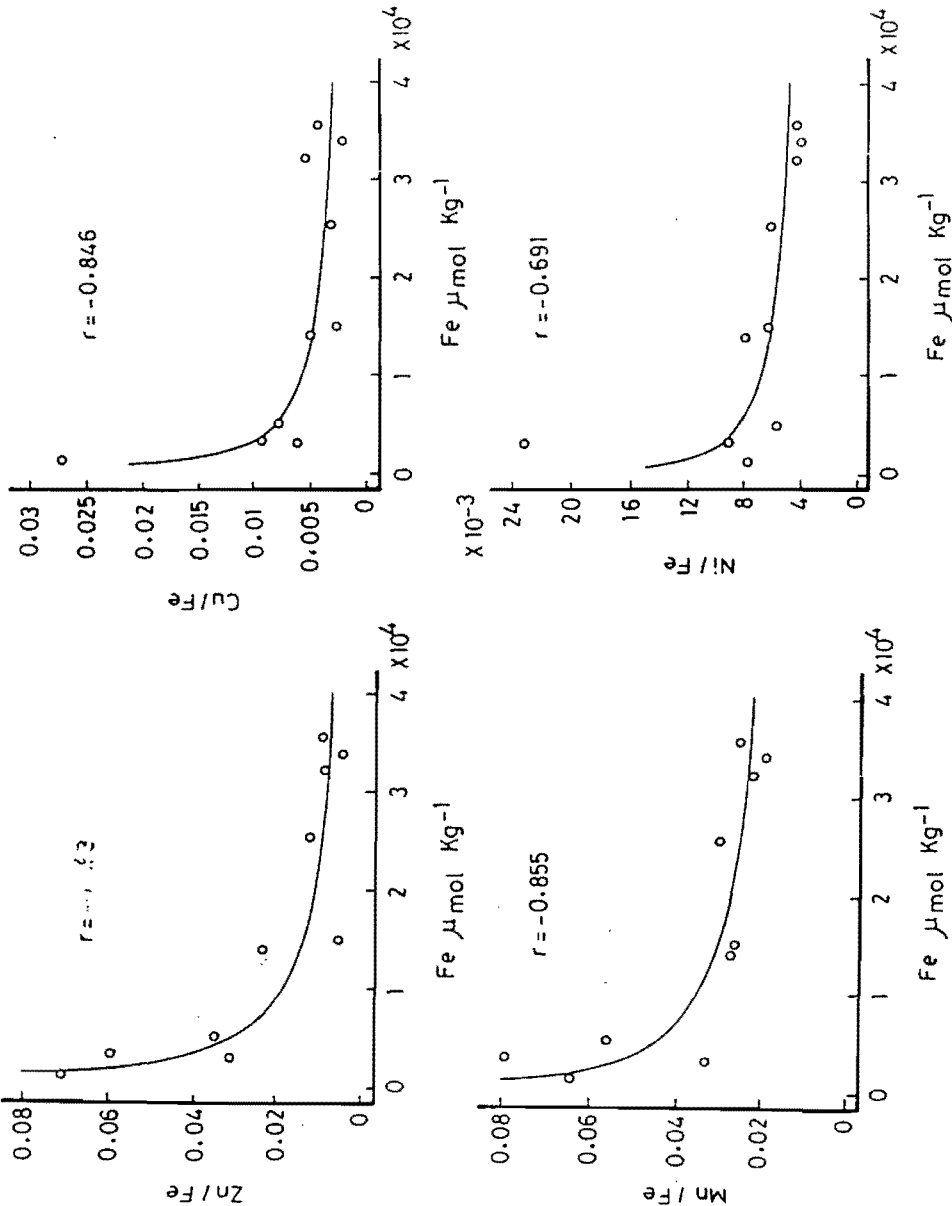 Zn/Fe
0.08
0.06
0.04
0.02
0
r=
0 1 2 3 4 X10⁴
Fe μmol Kg⁻¹
Cu/Fe
0.03
0.025
0.02
0.015
0.01
0.005
0
r=-0.846
0 1 2 3 4 X10⁴
Fe μmol Kg⁻¹
Mn/Fe
0.08
0.06
0.04
0.02
0
r=-0.855
0 1 2 3 4 X10⁴
Fe μmol Kg⁻¹
X10⁻³
Ni/Fe
24
20
16
12
8
4
0
r=-0.691
0 1 2 3 4 X10⁴
Fe μmol Kg⁻¹